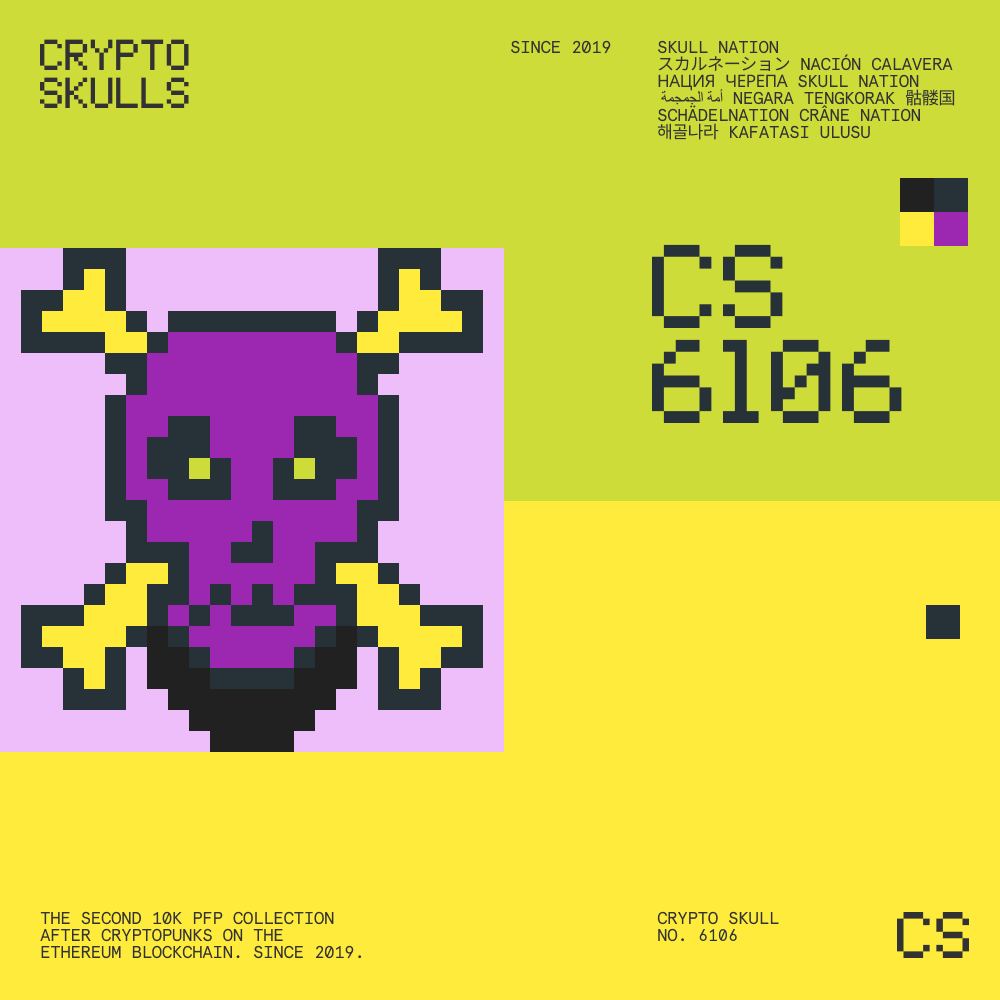 CRYPTO
SKULLS
SINCE 2019
SKULL NATION
スカルネーション NACIÓN CALAVERA
НАЦИЯ ЧЕРЕПА SKULL NATION
أمة الجمجمة NEGARA TENGKORAK 骷髅国
SCHÄDELNATION CRÂNE NATION
해골나라 KAFATASI ULUSU
CS
6106
THE SECOND 10K PFP COLLECTION
AFTER CRYPTOPUNKS ON THE
ETHEREUM BLOCKCHAIN. SINCE 2019.
CRYPTO SKULL
NO. 6106
CS